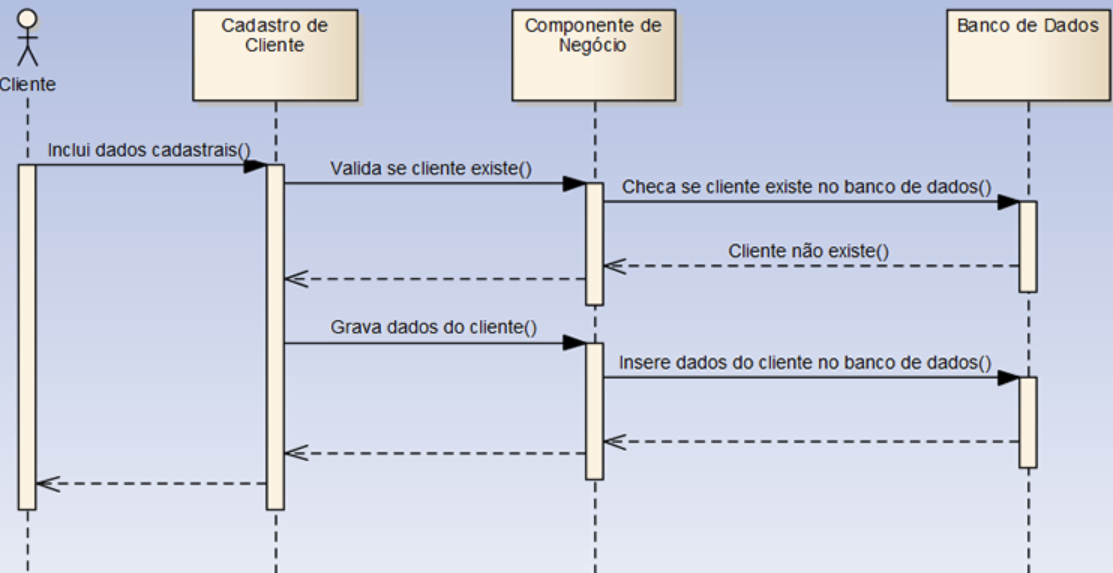 Cadastro de
Cliente
Componente de
Negócio
Banco de Dados
Cliente
Inclui dados cadastrais()
Valida se cliente existe()
Checa se cliente existe no banco de dados()
Cliente não existe()
Grava dados do cliente()
Insere dados do cliente no banco de dados()